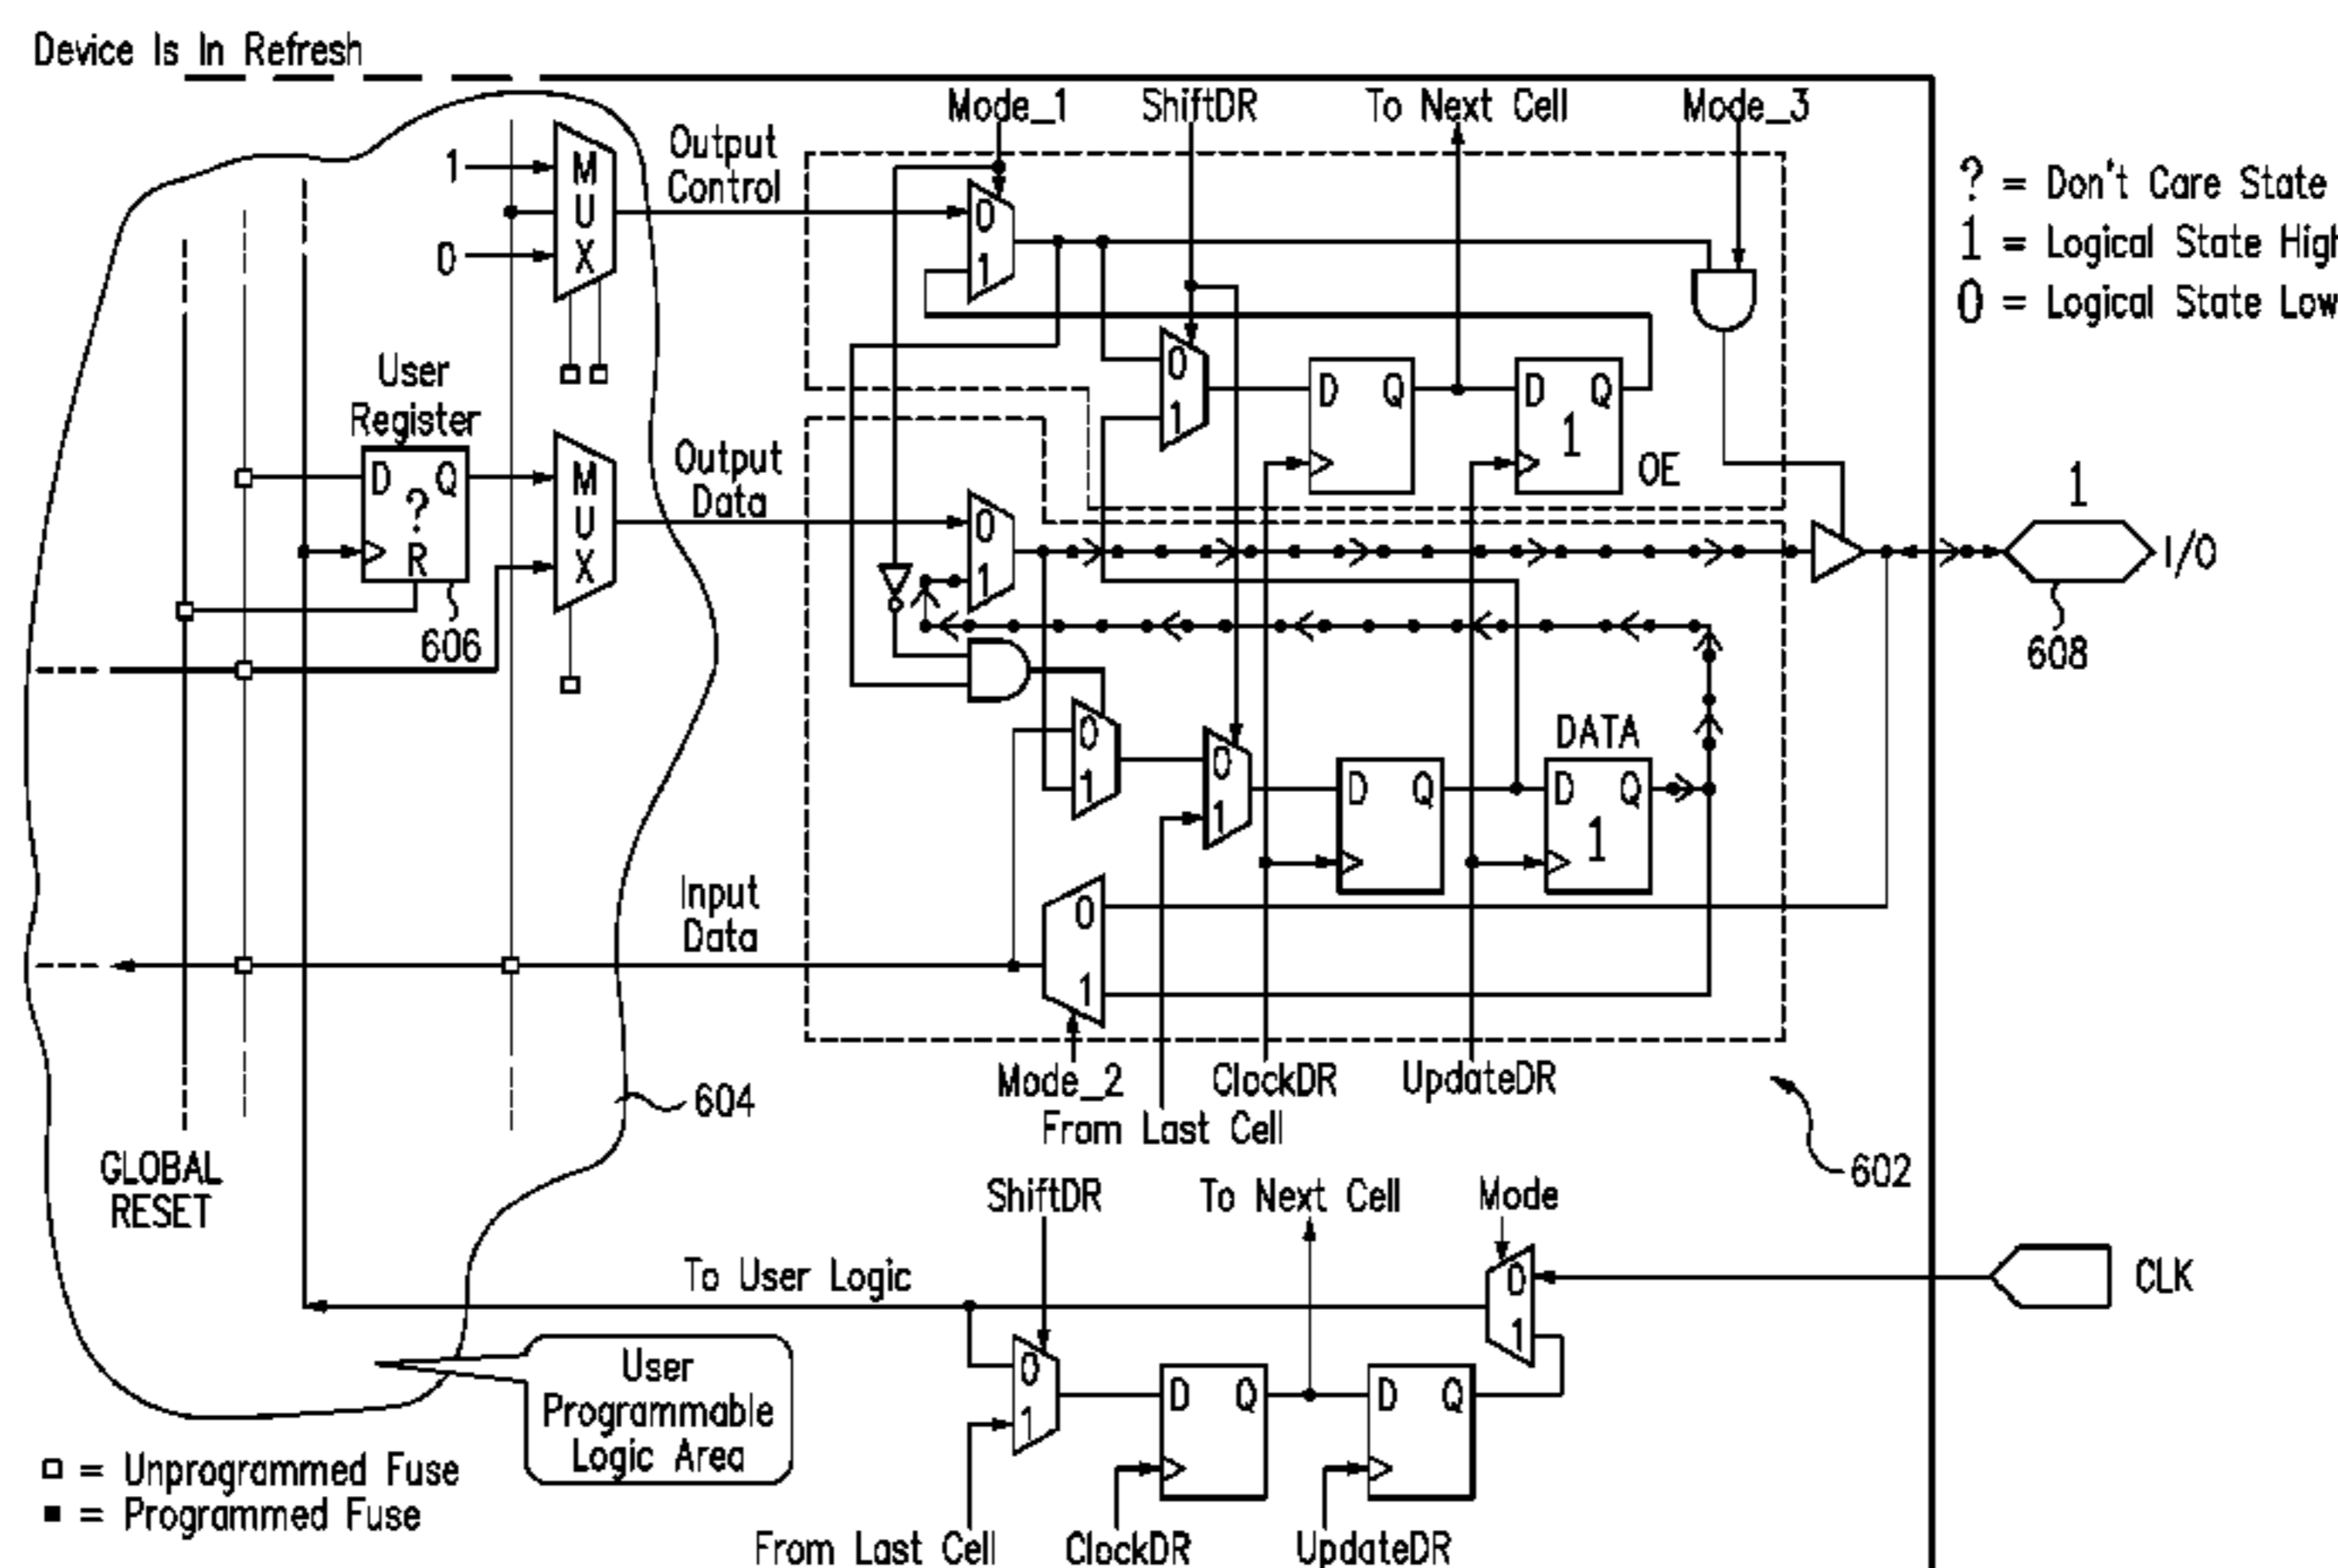 Device Is In Refresh
Mode_1
ShiftDR
To Next Cell
Mode_3
1
0
M
U
X
Output
Control
0
1
? = Don't Care State
1 = Logical State High
0 = Logical State Low
User
Register
D Q
?
R
606
M
U
X
Output
Data
0
1
0
1
D Q
D Q
1
OE
1
I/O
608
0
1
0
1
D Q
DATA
D Q
1
Input
Data
0
1
Mode_2
ClockDR
UpdateDR
From Last Cell
604
602
GLOBAL
RESET
ShiftDR
To Next Cell
Mode
To User Logic
0
1
CLK
User
Programmable
Logic Area
0
1
D Q
D Q
□ = Unprogrammed Fuse
■ = Programmed Fuse
From Last Cell
ClockDR
UpdateDR